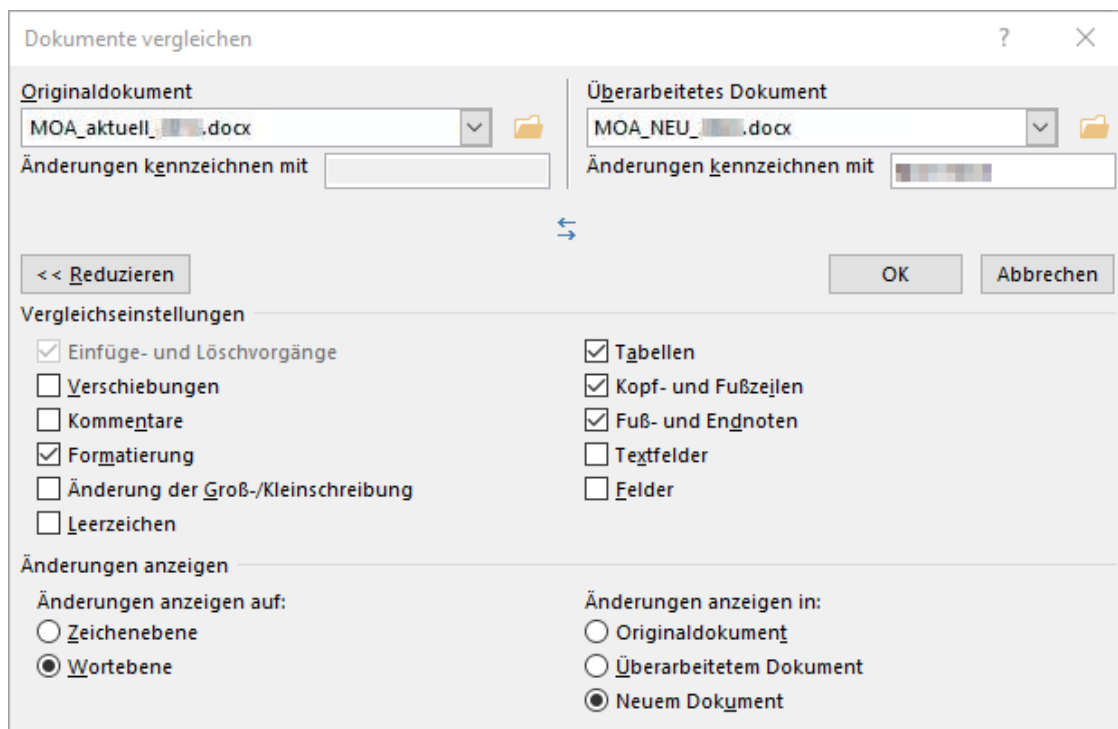 Dokumente vergleichen ?
Originaldokument
MOA_aktuell_ .docx
Änderungen kennzeichnen mit
Überarbeitetes Dokument
MOA_NEU_ .docx
Änderungen kennzeichnen mit
<< Reduzieren
OK
Abbrechen
Vergleichseinstellungen
Einfüge- und Löschvorgänge
Verschiebungen
Kommentare
Formatierung
Änderung der Groß-/Kleinschreibung
Leerzeichen
Tabellen
Kopf- und Fußzeilen
Fuß- und Endnoten
Textfelder
Felder
Änderungen anzeigen
Änderungen anzeigen auf:
Zeichenebene
Wortebene
Änderungen anzeigen in:
Originaldokument
Überarbeitetem Dokument
Neuem Dokument